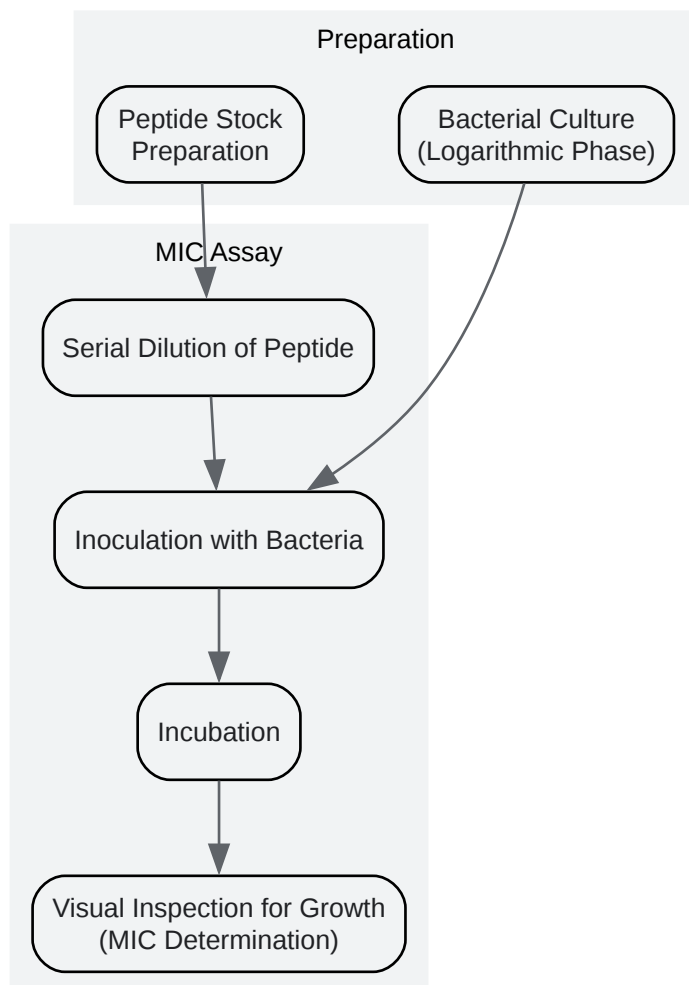 Preparation
Peptide Stock
Preparation
Bacterial Culture
(Logarithmic Phase)
MIC Assay
Serial Dilution of Peptide
Inoculation with Bacteria
Incubation
Visual Inspection for Growth
(MIC Determination)